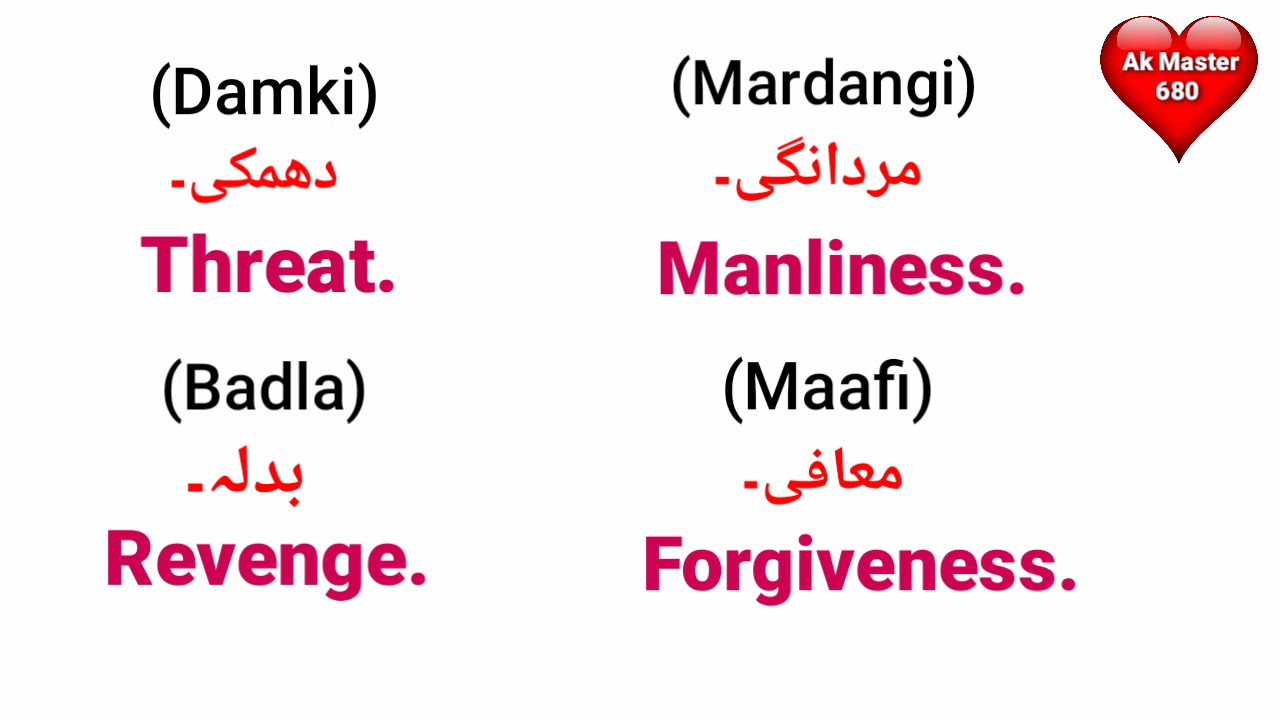 (Damki)
دھمکی۔
Threat.
(Mardangi)
مردانگی۔
Manliness.
Ak Master
680
(Badla)
بدلہ۔
Revenge.
(Maafi)
معافی۔
Forgiveness.